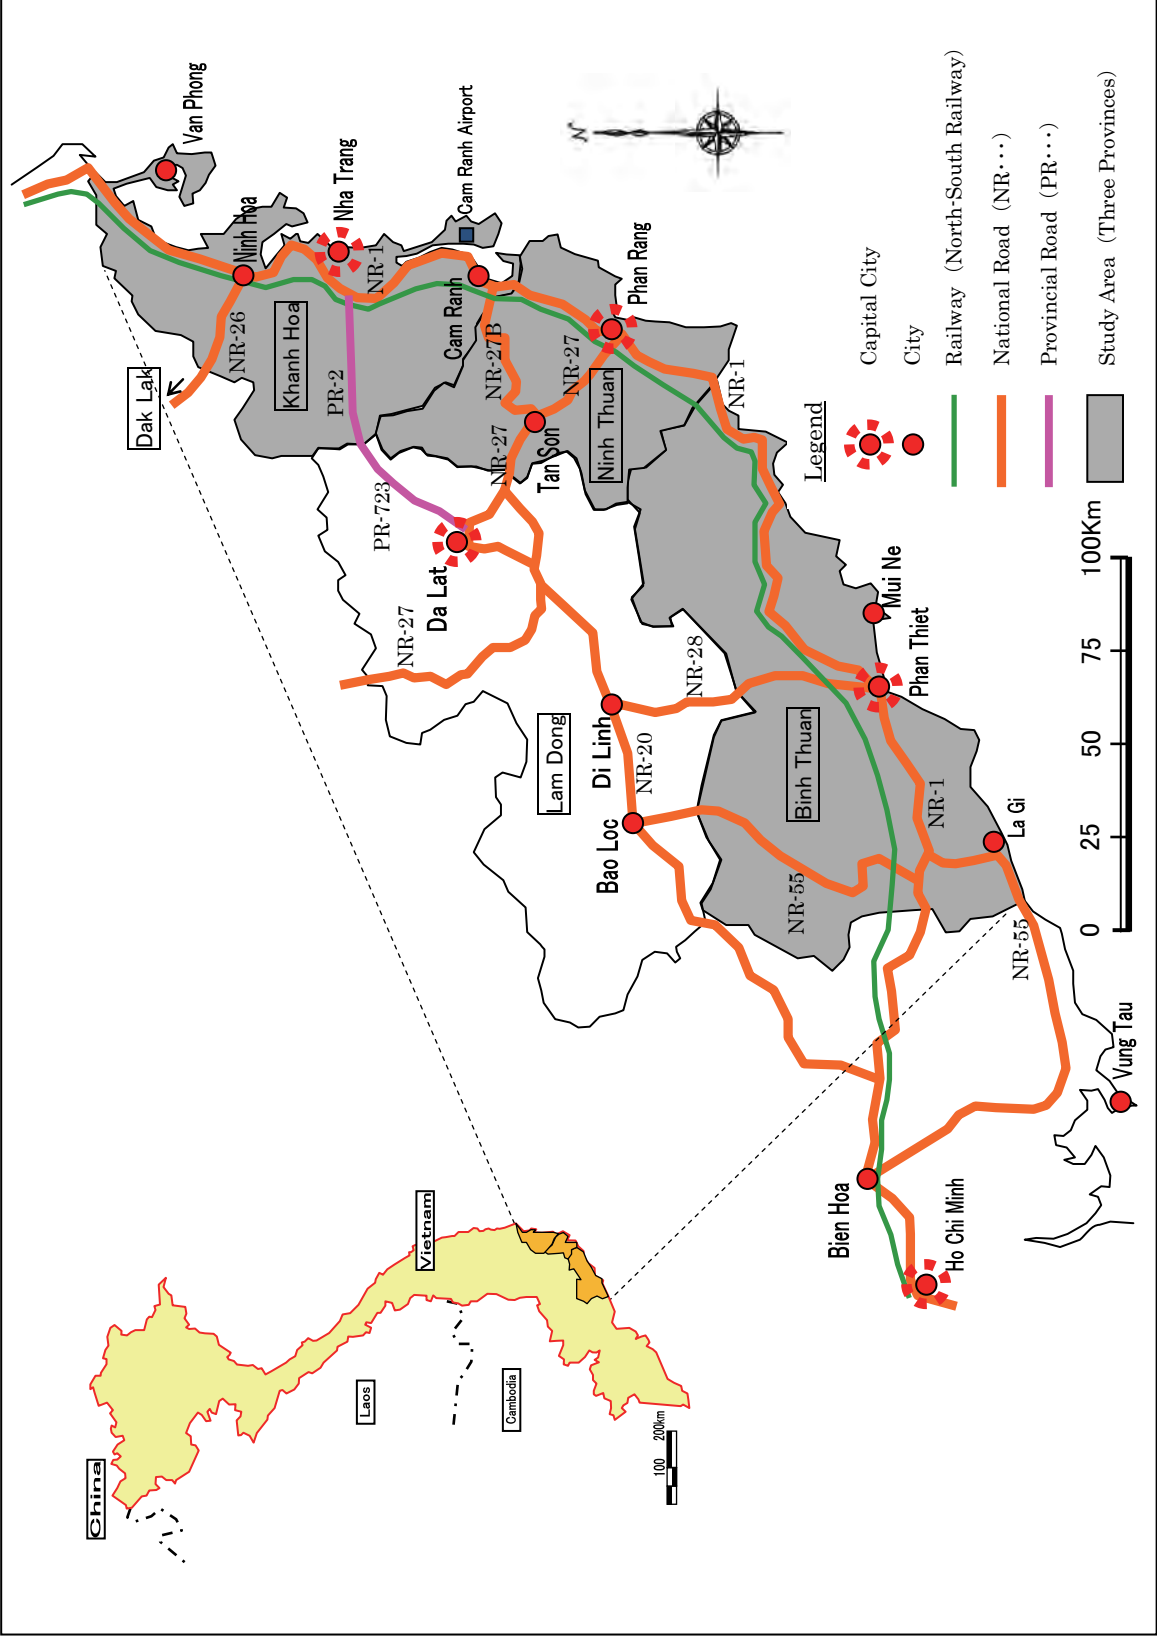 China
Laos
Cambodia
Vietnam
100
200km
Dak Lak
NR-26
Ninh Hoa
Van Phong
Nha Trang
Khanh Hoa
NR-1
PR-2
Cam Ranh
Cam Ranh Airport
PR-723
NR-27B
NR-27
NR-27
Tan Son
Ninh Thuan
Phan Rang
N
NR-27
Da Lat
NR-1
Lam Dong
Di Linh
NR-28
NR-20
Bao Loc
Binh Thuan
Mui Ne
Phan Thiet
NR-55
NR-1
La Gi
NR-55
Bien Hoa
Ho Chi Minh
Vung Tau
Legend
Capital City
City
Railway (North-South Railway)
National Road (NR···)
Provincial Road (PR···)
Study Area (Three Provinces)
0 25 50 75 100Km